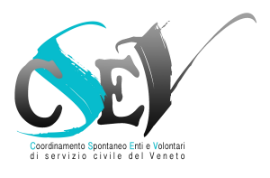 CSEV
Coordinamento Spontaneo Enti e Volontari
di servizio civile del Veneto